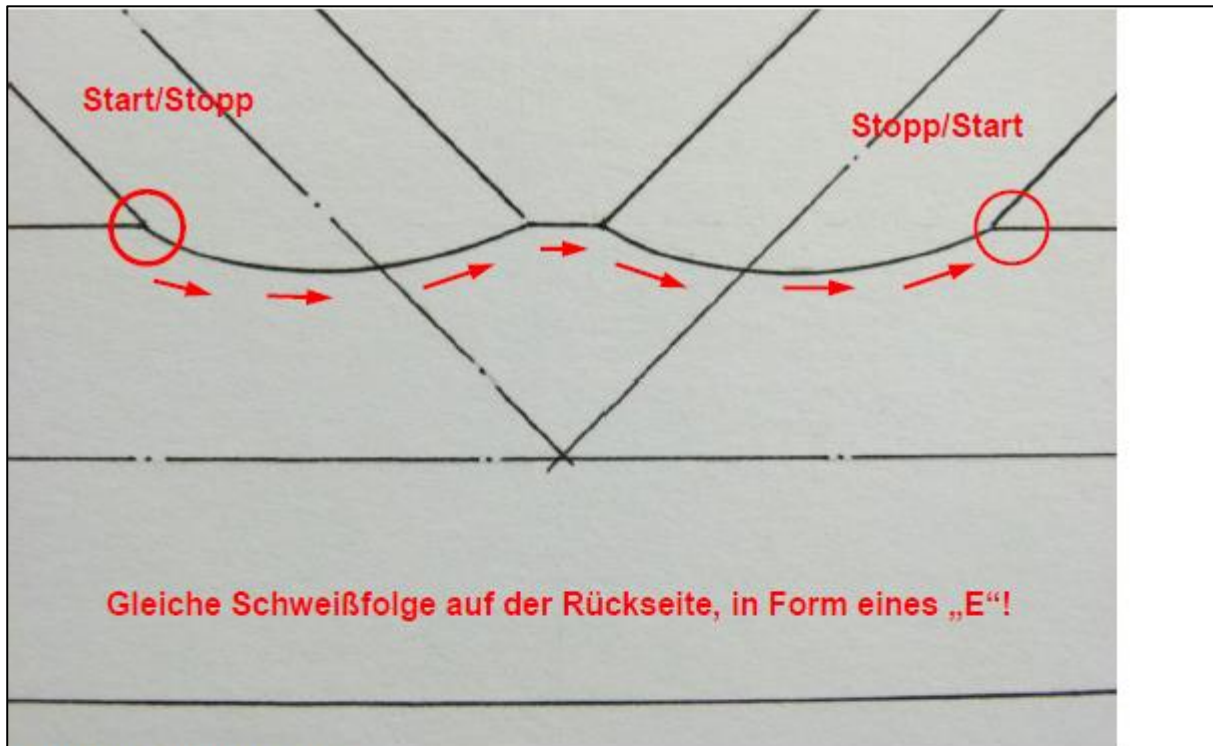 Start/Stopp
Stopp/Start
Gleiche Schweißfolge auf der Rückseite, in Form eines „E“!